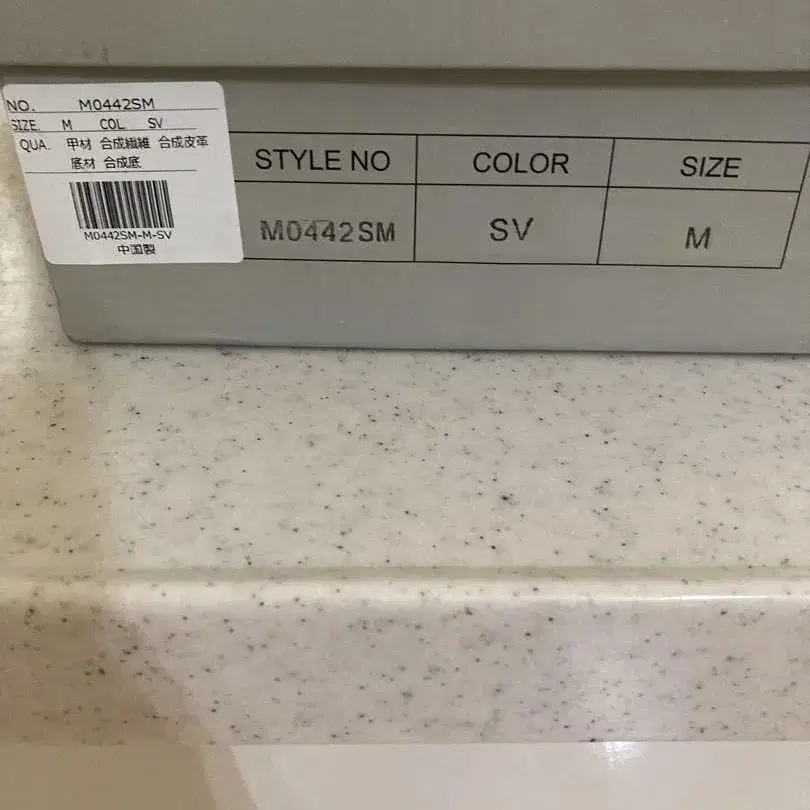 NO. M0442SM
SIZE. M COL SV
QUA. 甲材 合成繊維 合成皮革
底材 合成底
M0442SM-M-SV
中国製
STYLE NO COLOR SIZE
M0442SM SV M